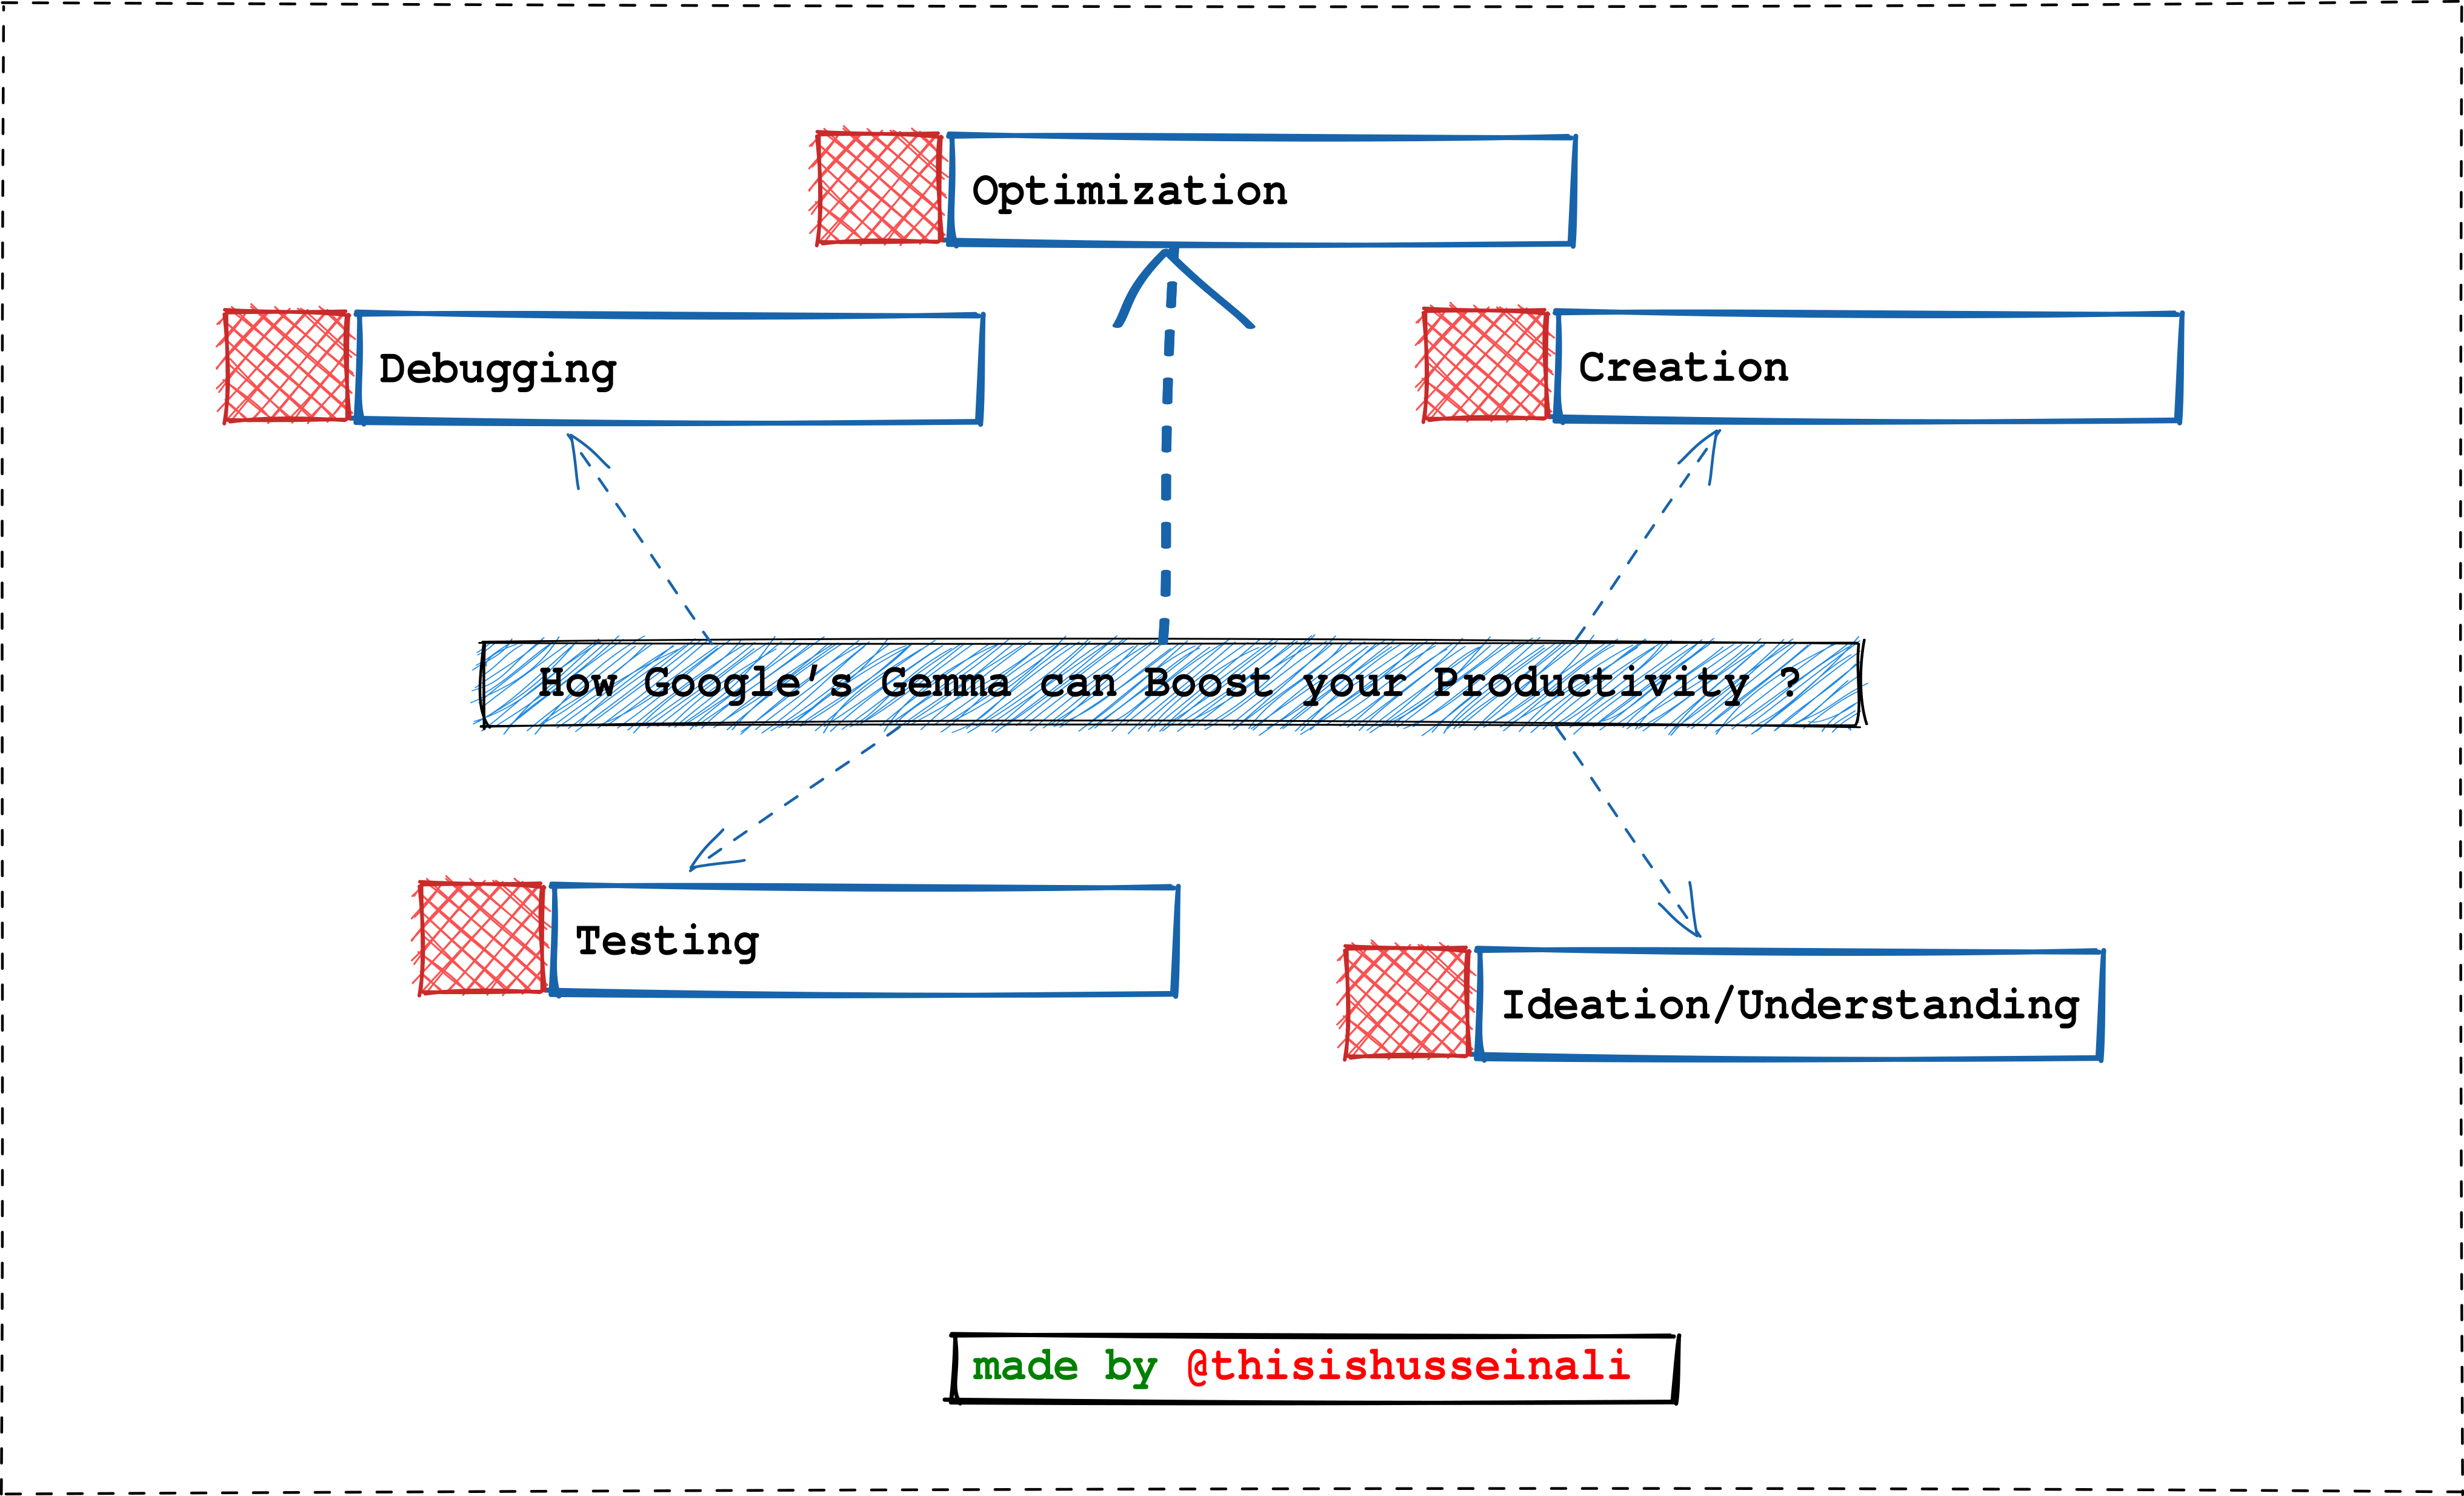 Optimization
Debugging
Creation
How Google's Gemma can Boost your Productivity ?
Testing
Ideation/Understanding
made by @thisishusseinali